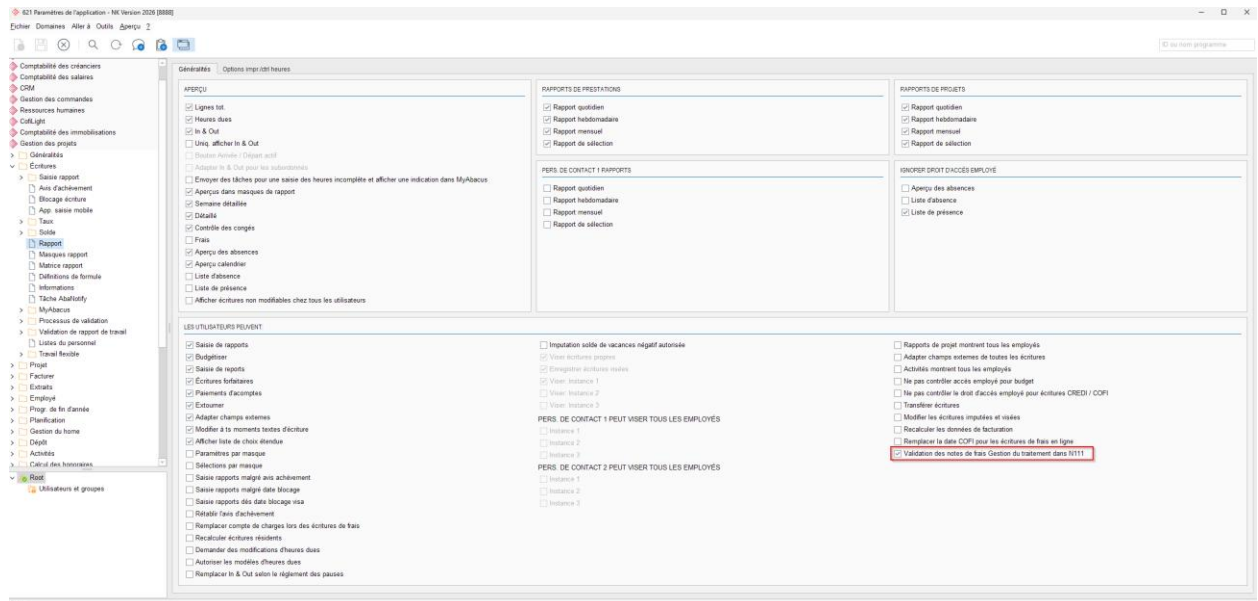 621 Paramètres de l'application - NK Version 2026 [8888]
Fichier Domaines Aller à Outils Aperçu ?
ID ou nom programme
Comptabilité des créanciers
Comptabilité des salaires
CRM
Gestion des commandes
Ressources humaines
CofiLight
Comptabilité des immobilisations
Gestion des projets
Généralités
Écritures
Saisie rapport
Avis d'achèvement
Blocage écriture
App. saisie mobile
Taux
Solde
Rapport
Masques rapport
Matrice rapport
Définitions de formule
Informations
Tâche AbaNotify
MyAbacus
Processus de validation
Validation de rapport de travail
Listes du personnel
Travail flexible
Projet
Facturer
Extraits
Employé
Progr. de fin d'année
Planification
Gestion du home
Dépôt
Activités
Calcul des honoraires
Root
Utilisateurs et groupes
Généralités Options impr./ctrl heures
APERÇU
Lignes tot.
Heures dues
In & Out
Uniq. afficher In & Out
Bouton Arrivée / Départ actif
Adapter In & Out pour les subordonnés
Envoyer des tâches pour une saisie des heures incomplète et afficher une indication dans MyAbacus
Aperçus dans masques de rapport
Semaine détaillée
Détaillé
Contrôle des congés
Frais
Aperçu des absences
Aperçu calendrier
Liste d'absence
Liste de présence
Afficher écritures non modifiables chez tous les utilisateurs
RAPPORTS DE PRESTATIONS
Rapport quotidien
Rapport hebdomadaire
Rapport mensuel
Rapport de sélection
PERS. DE CONTACT 1 RAPPORTS
Rapport quotidien
Rapport hebdomadaire
Rapport mensuel
Rapport de sélection
RAPPORTS DE PROJETS
Rapport quotidien
Rapport hebdomadaire
Rapport mensuel
Rapport de sélection
IGNORER DROIT D'ACCÈS EMPLOYÉ
Aperçu des absences
Liste d'absence
Liste de présence
LES UTILISATEURS PEUVENT
Saisie de rapports
Budgétiser
Saisie de reports
Écritures forfaitaires
Paiements d'acomptes
Extourner
Adapter champs externes
Modifier à ts moments textes d'écriture
Afficher liste de choix étendue
Paramètres par masque
Sélections par masque
Saisie rapports malgré avis achèvement
Saisie rapports malgré date blocage
Saisie rapports dès date blocage visa
Rétablir l'avis d'achèvement
Remplacer compte de charges lors des écritures de frais
Recalculer écritures résidents
Demander des modifications d'heures dues
Autoriser les modèles d'heures dues
Remplacer In & Out selon le règlement des pauses
Imputation solde de vacances négatif autorisée
Viser écritures propres
Enregistrer écritures visées
Viser: Instance 1
Viser: Instance 2
Viser: Instance 3
PERS. DE CONTACT 1 PEUT VISER TOUS LES EMPLOYÉS
Instance 1
Instance 2
Instance 3
PERS. DE CONTACT 2 PEUT VISER TOUS LES EMPLOYÉS
Instance 1
Instance 2
Instance 3
Rapports de projet montrent tous les employés
Adapter champs externes de toutes les écritures
Activités montrent tous les employés
Ne pas contrôler accès employé pour budget
Ne pas contrôler le droit d'accès employé pour écritures CREDI / COFI
Transférer écritures
Modifier les écritures imputées et visées
Recalculer les données de facturation
Remplacer la date COFI pour les écritures de frais en ligne
Validation des notes de frais Gestion du traitement dans N111